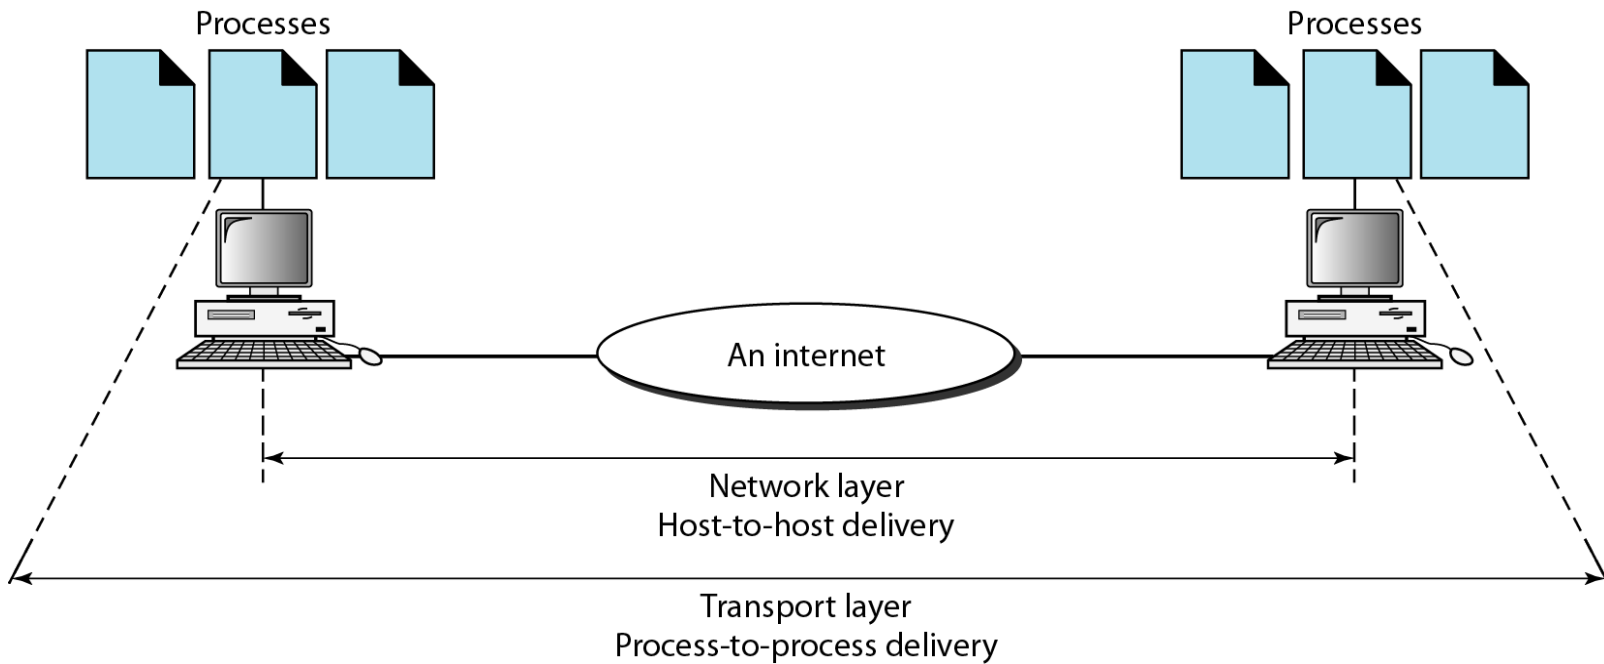 Processes
Processes
An internet
Network layer
Host-to-host delivery
Transport layer
Process-to-process delivery